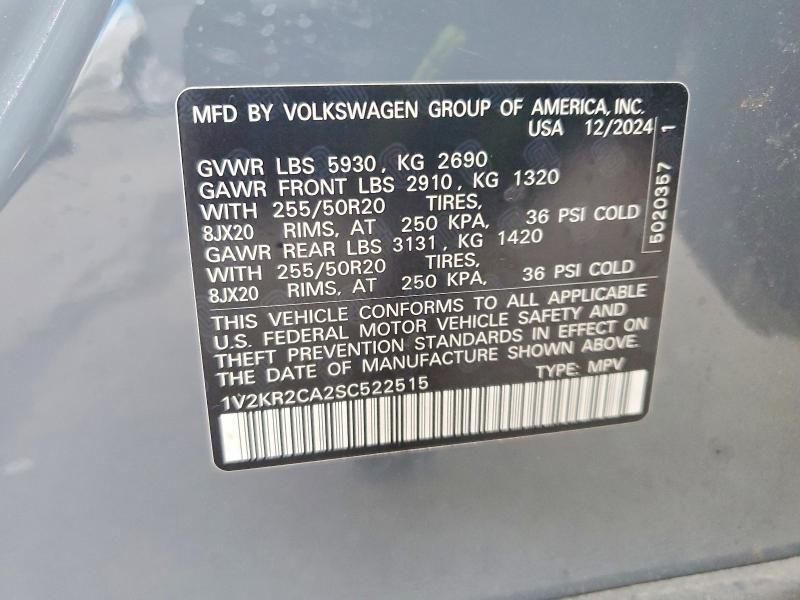 MFD BY VOLKSWAGEN GROUP OF AMERICA, INC.
USA 12/2024
GVWR LBS 5930, KG 2690
GAWR FRONT LBS 2910, KG 1320
WITH 255/50R20 TIRES,
8JX20 RIMS, AT 250 KPA, 36 PSI COLD
GAWR REAR LBS 3131, KG 1420
WITH 255/50R20 TIRES,
8JX20 RIMS, AT 250 KPA, 36 PSI COLD
THIS VEHICLE CONFORMS TO ALL APPLICABLE
U.S. FEDERAL MOTOR VEHICLE SAFETY AND
THEFT PREVENTION STANDARDS IN EFFECT ON
THE DATE OF MANUFACTURE SHOWN ABOVE.
1V2KR2CA2SC522515 TYPE: MPV
5020357 1